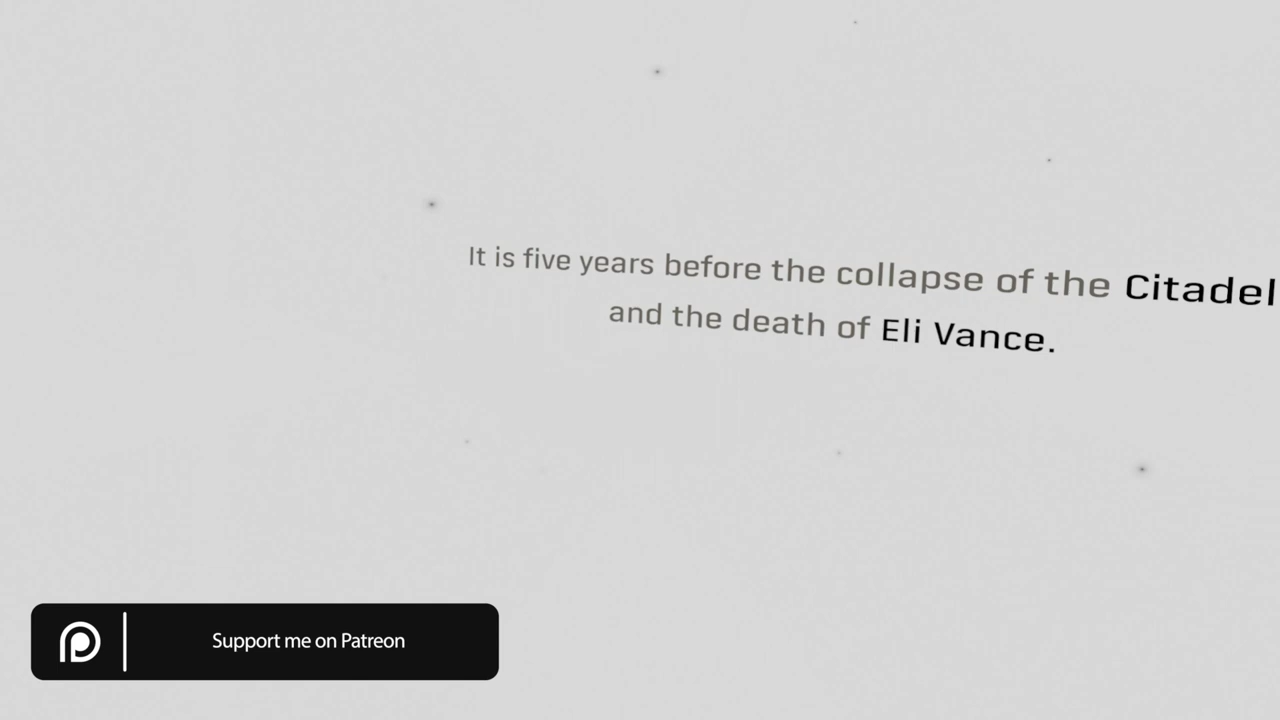 It is five years before the collapse of the Citadel
and the death of Eli Vance.
Support me on Patreon